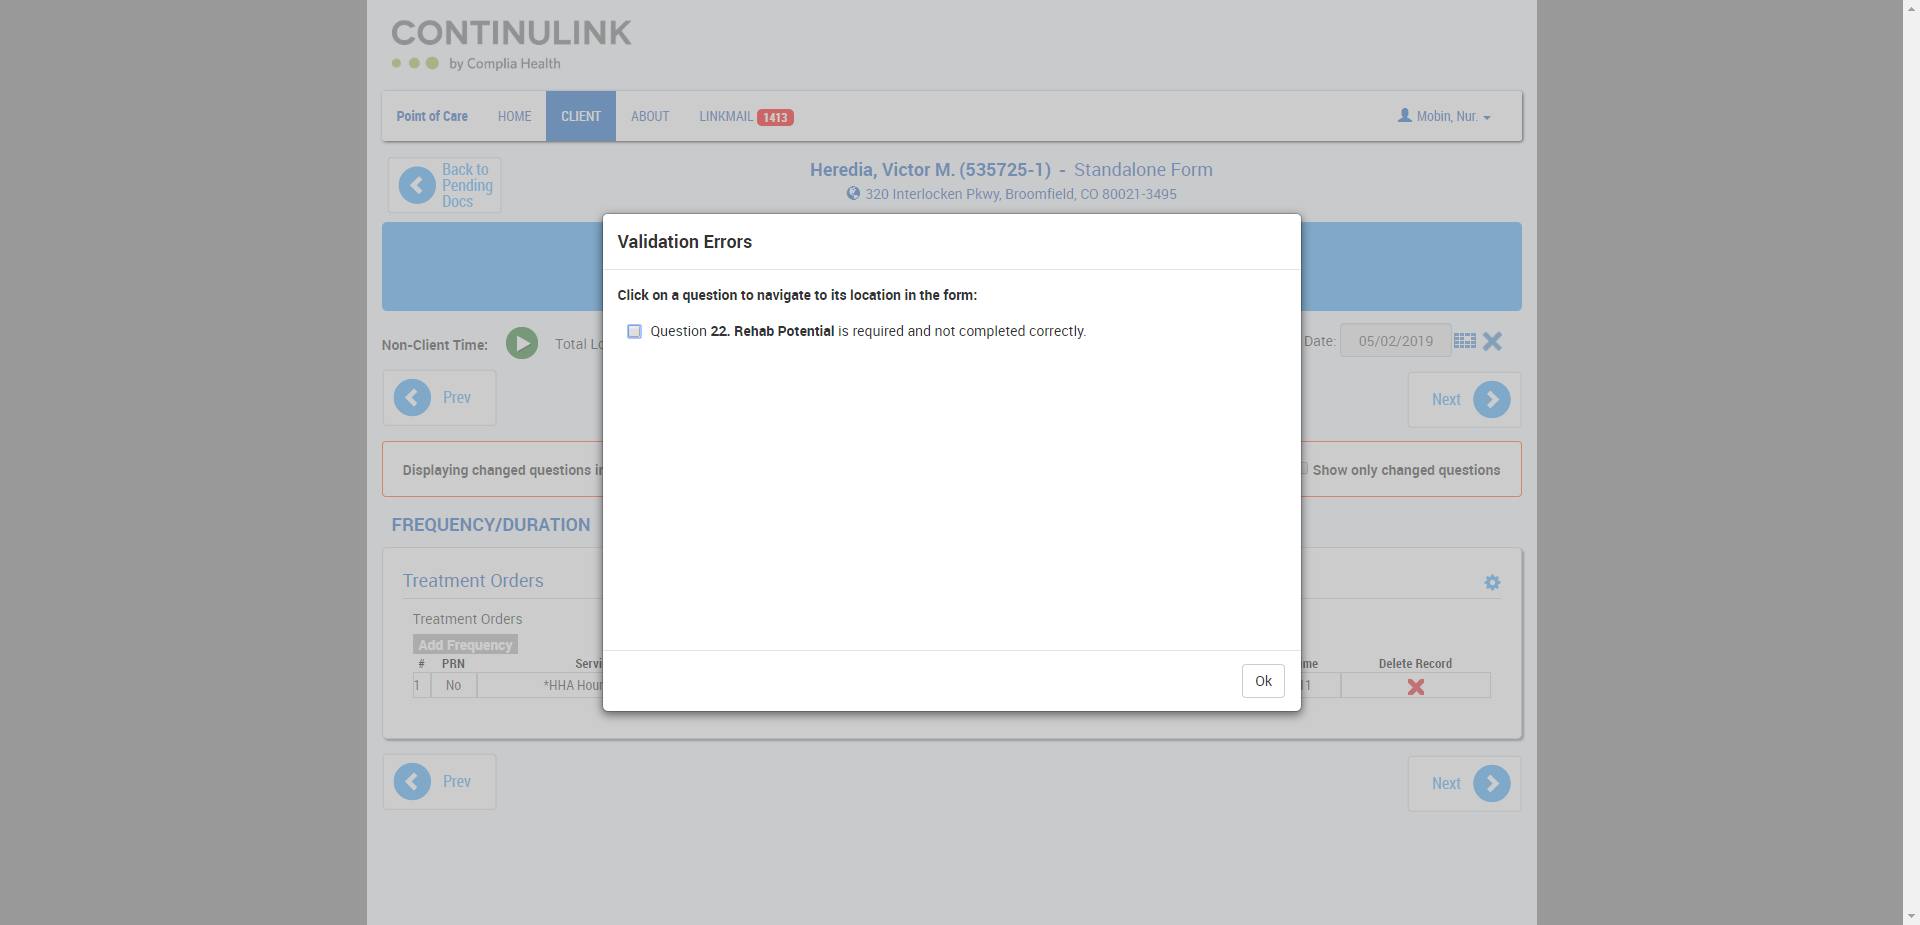 CONTINULINK
by Complia Health
Point of Care HOME CLIENT ABOUT LINKMAIL 1413 Mobin, Nur.
Back to
Pending
Docs
Heredia, Victor M. (535725-1) - Standalone Form
320 Interlocken Pkwy, Broomfield, CO 80021-3495
Validation Errors
Click on a question to navigate to its location in the form:
Question 22. Rehab Potential is required and not completed correctly.
Ok
Non-Client Time: Total Date: 05/02/2019
Prev Next
Displaying changed questions Show only changed questions
FREQUENCY/DURATION
Treatment Orders
Treatment Orders
Add Frequency
# PRN Delete Record
1 No *HHA
Prev Next